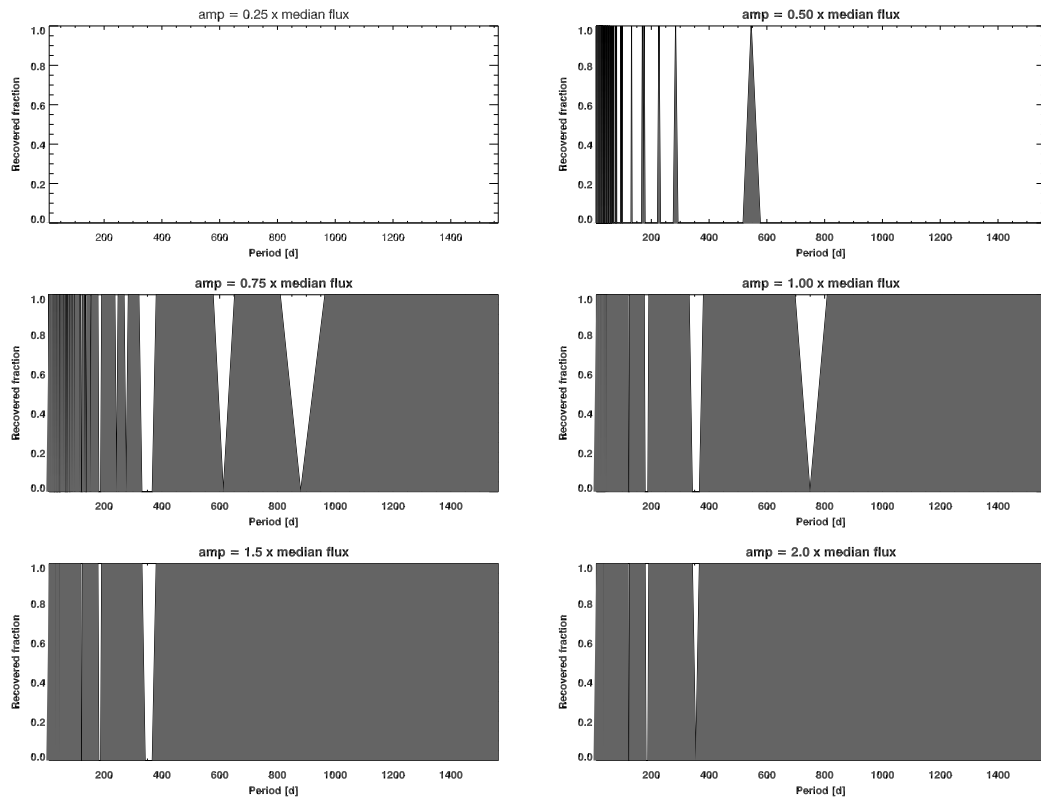 amp = 0.25 x median flux
1.0
0.8
0.6
0.4
0.2
0.0
Recovered fraction
200 400 600 800 1000 1200 1400
Period [d]
amp = 0.50 x median flux
1.0
0.8
0.6
0.4
0.2
0.0
Recovered fraction
200 400 600 800 1000 1200 1400
Period [d]
amp = 0.75 x median flux
1.0
0.8
0.6
0.4
0.2
0.0
Recovered fraction
200 400 600 800 1000 1200 1400
Period [d]
amp = 1.00 x median flux
1.0
0.8
0.6
0.4
0.2
0.0
Recovered fraction
200 400 600 800 1000 1200 1400
Period [d]
amp = 1.5 x median flux
1.0
0.8
0.6
0.4
0.2
0.0
Recovered fraction
200 400 600 800 1000 1200 1400
Period [d]
amp = 2.0 x median flux
1.0
0.8
0.6
0.4
0.2
0.0
Recovered fraction
200 400 600 800 1000 1200 1400
Period [d]